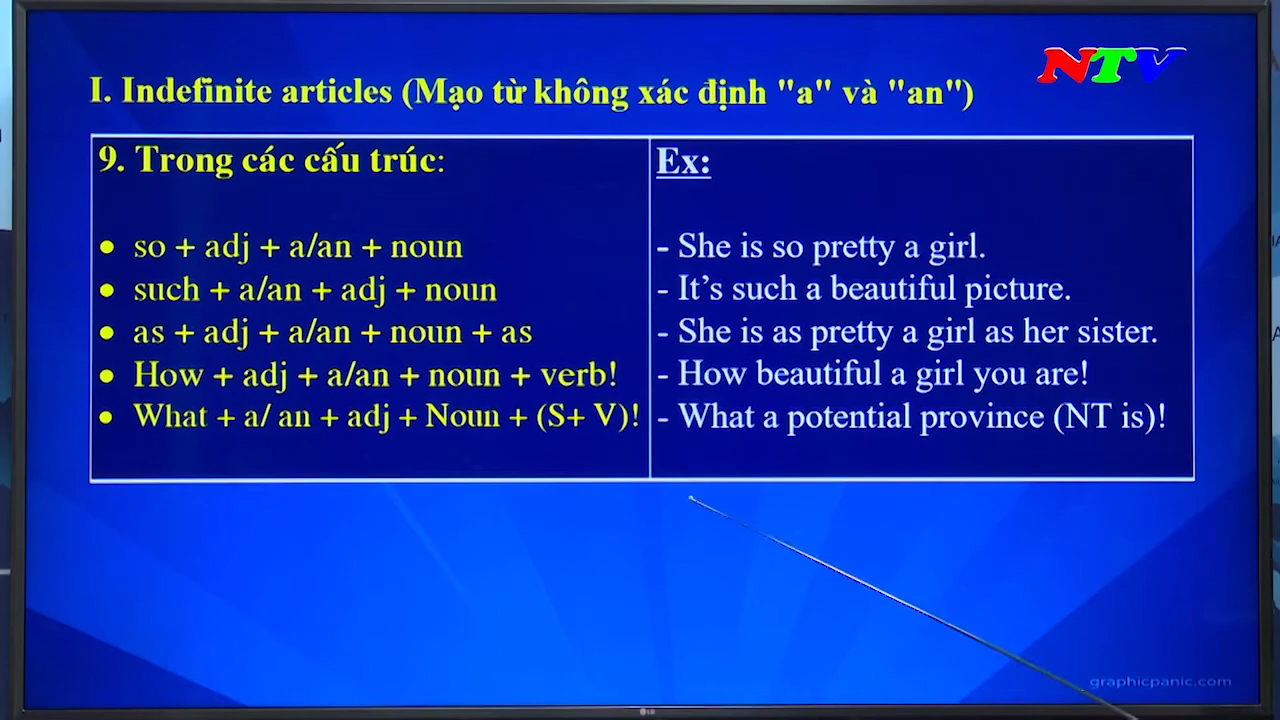 NTV
I. Indefinite articles (Mạo từ không xác định "a" và "an")
9. Trong các cấu trúc:
• so + adj + a/an + noun
• such + a/an + adj + noun
• as + adj + a/an + noun + as
• How + adj + a/an + noun + verb!
• What + a/ an + adj + Noun + (S+ V)!
Ex:
- She is so pretty a girl.
- It's such a beautiful picture.
- She is as pretty a girl as her sister.
- How beautiful a girl you are!
- What a potential province (NT is)!
graphicpanic.com
LG